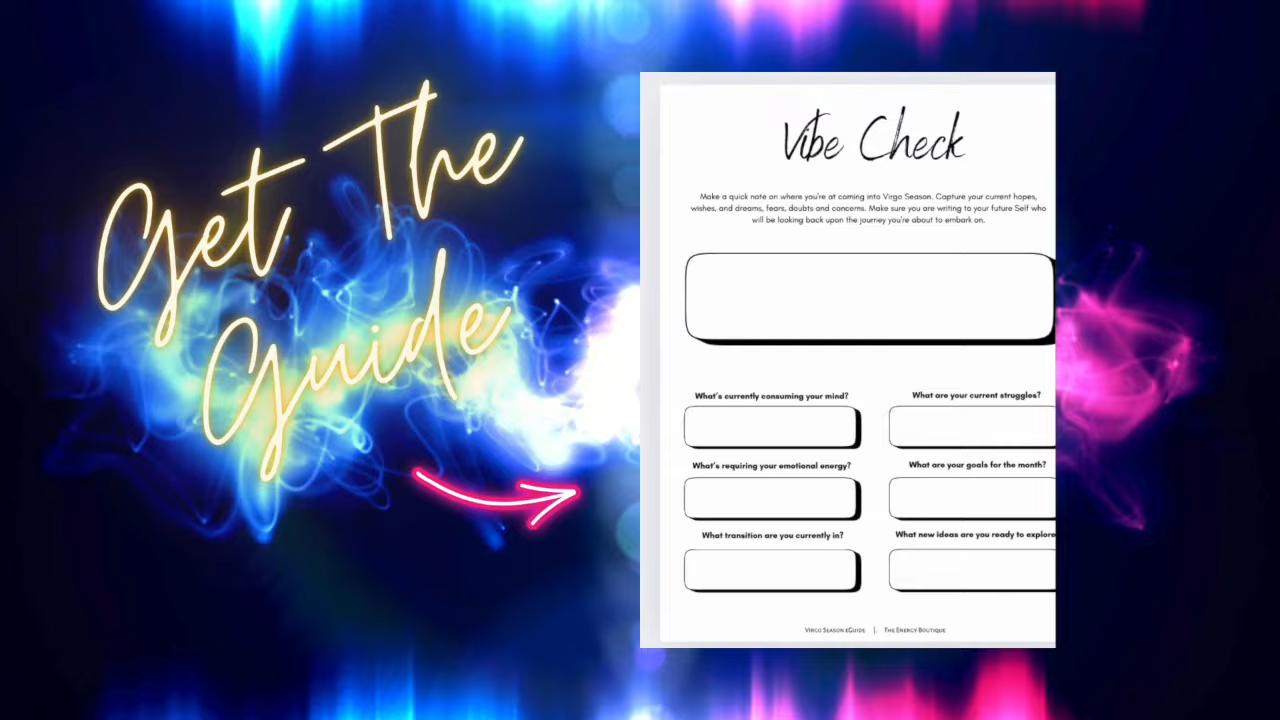 Get The
Guide
Vibe Check
Make a quick note on where you're at coming into Virgo Season. Capture your current hopes,
wishes, and dreams, fears, doubts and concerns. Make sure you are writing to your future Self who
will be looking back upon the journey you're about to embark on.
What's currently consuming your mind?
What are your current struggles?
What's requiring your emotional energy?
What are your goals for the month?
What transition are you currently in?
What new ideas are you ready to explore
Virgo Season eGuide | The Energy Boutique